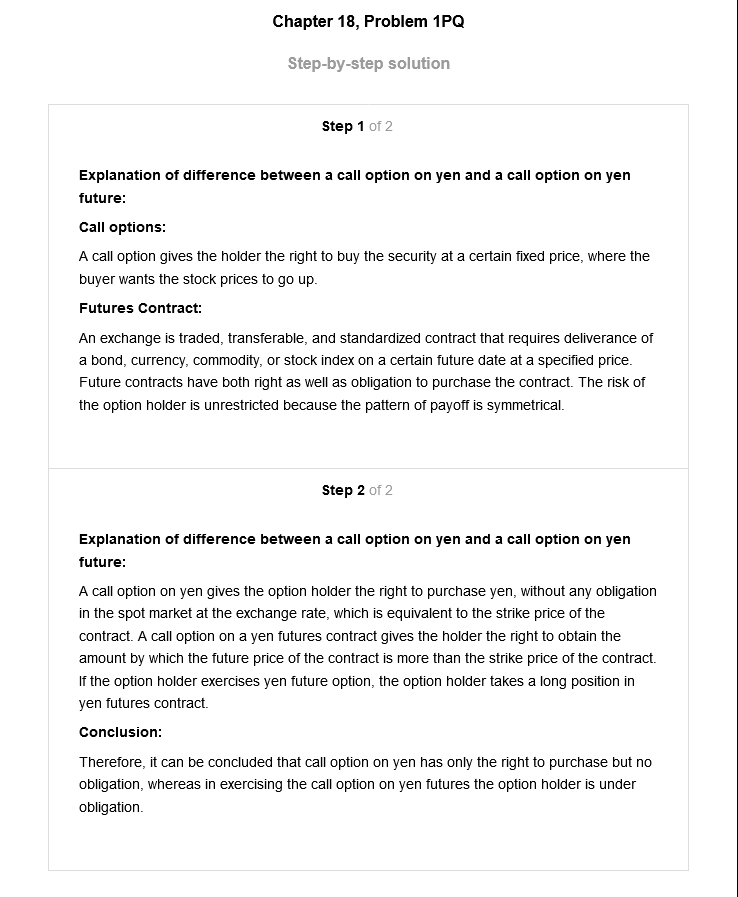 Chapter 18, Problem 1PQ
Step-by-step solution
Step 1 of 2
Explanation of difference between a call option on yen and a call option on yen
future:
Call options:
A call option gives the holder the right to buy the security at a certain fixed price, where the
buyer wants the stock prices to go up.
Futures Contract:
An exchange is traded, transferable, and standardized contract that requires deliverance of
a bond, currency, commodity, or stock index on a certain future date at a specified price.
Future contracts have both right as well as obligation to purchase the contract. The risk of
the option holder is unrestricted because the pattern of payoff is symmetrical.
Step 2 of 2
Explanation of difference between a call option on yen and a call option on yen
future:
A call option on yen gives the option holder the right to purchase yen, without any obligation
in the spot market at the exchange rate, which is equivalent to the strike price of the
contract. A call option on a yen futures contract gives the holder the right to obtain the
amount by which the future price of the contract is more than the strike price of the contract.
If the option holder exercises yen future option, the option holder takes a long position in
yen futures contract.
Conclusion:
Therefore, it can be concluded that call option on yen has only the right to purchase but no
obligation, whereas in exercising the call option on yen futures the option holder is under
obligation.